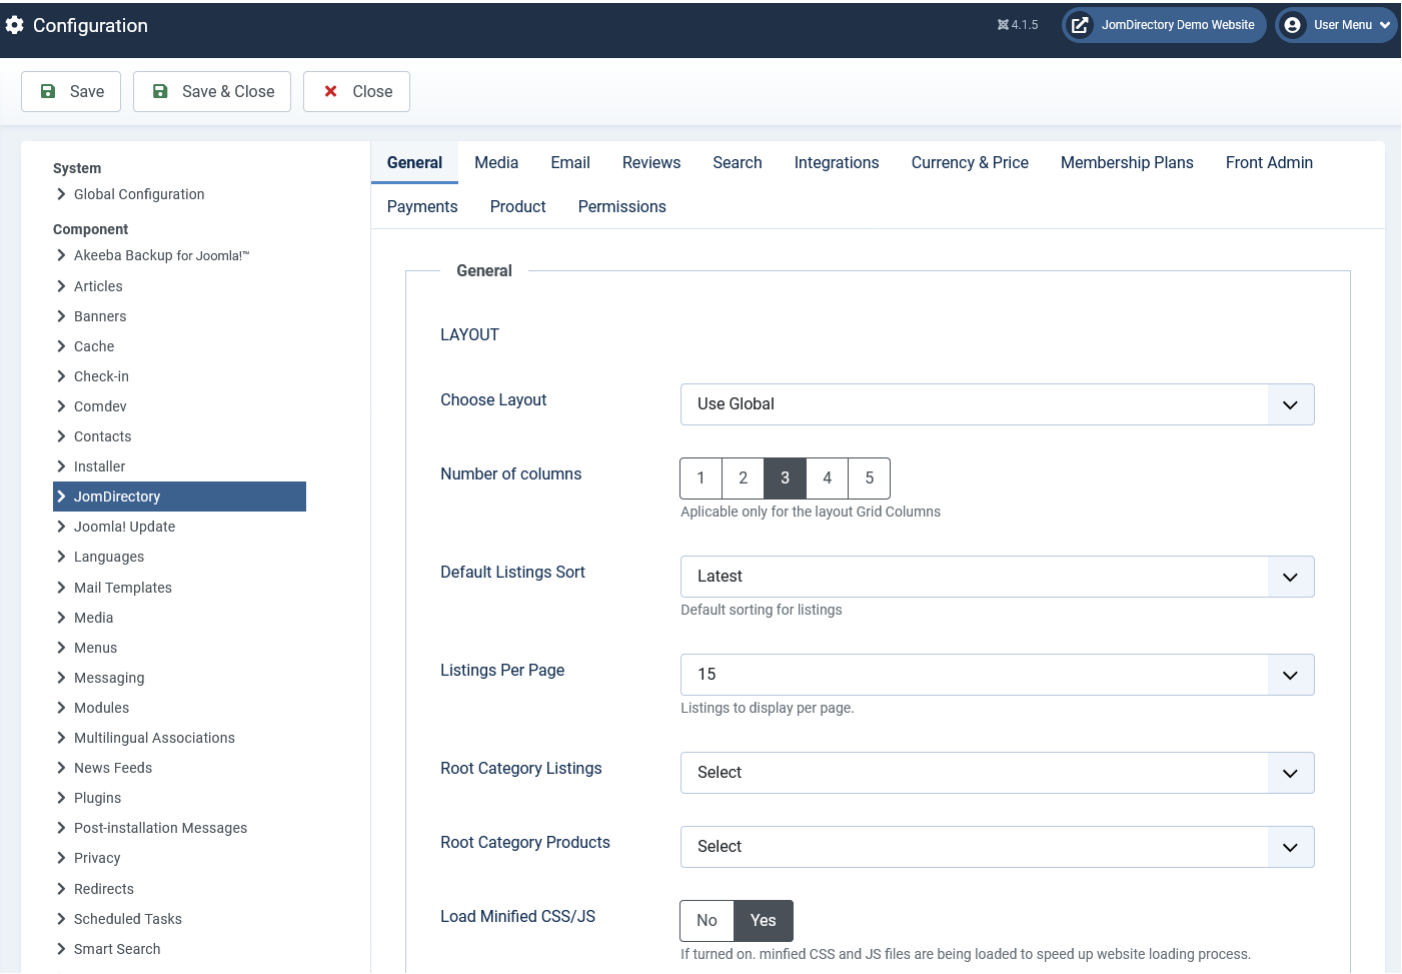 Configuration
4.1.5
JomDirectory Demo Website
User Menu
Save
Save & Close
Close
System
Global Configuration
Component
Akeeba Backup for Joomla!™
Articles
Banners
Cache
Check-in
Comdev
Contacts
Installer
JomDirectory
Joomla! Update
Languages
Mail Templates
Media
Menus
Messaging
Modules
Multilingual Associations
News Feeds
Plugins
Post-installation Messages
Privacy
Redirects
Scheduled Tasks
Smart Search
General Media Email Reviews Search Integrations Currency & Price Membership Plans Front Admin
Payments Product Permissions
General
LAYOUT
Choose Layout
Use Global
Number of columns
1 2 3 4 5
Aplicable only for the layout Grid Columns
Default Listings Sort
Latest
Default sorting for listings
Listings Per Page
15
Listings to display per page.
Root Category Listings
Select
Root Category Products
Select
Load Minified CSS/JS
No Yes
If turned on. minfied CSS and JS files are being loaded to speed up website loading process.